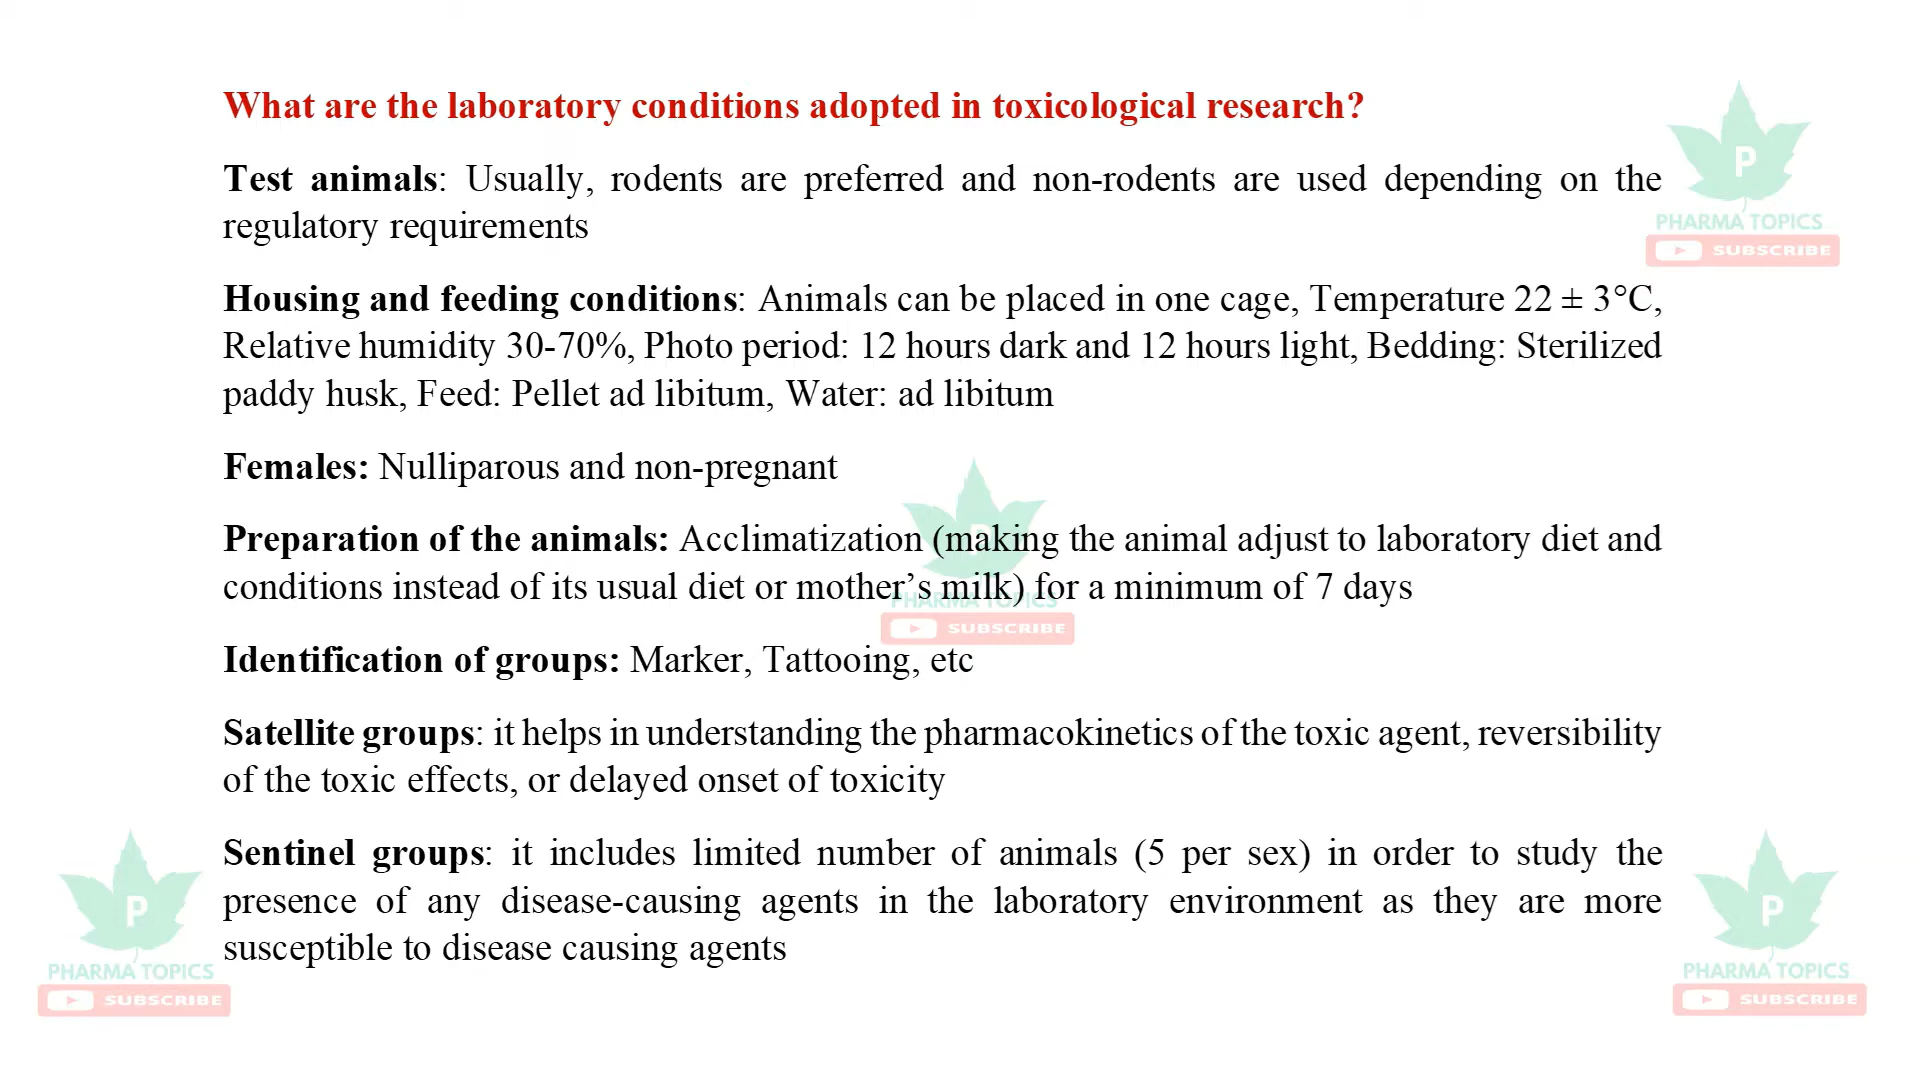 What are the laboratory conditions adopted in toxicological research?
Test animals: Usually, rodents are preferred and non-rodents are used depending on the
regulatory requirements
Housing and feeding conditions: Animals can be placed in one cage, Temperature 22 ± 3°C,
Relative humidity 30-70%, Photo period: 12 hours dark and 12 hours light, Bedding: Sterilized
paddy husk, Feed: Pellet ad libitum, Water: ad libitum
Females: Nulliparous and non-pregnant
Preparation of the animals: Acclimatization (making the animal adjust to laboratory diet and
conditions instead of its usual diet or mother’s milk) for a minimum of 7 days
Identification of groups: Marker, Tattooing, etc
Satellite groups: it helps in understanding the pharmacokinetics of the toxic agent, reversibility
of the toxic effects, or delayed onset of toxicity
Sentinel groups: it includes limited number of animals (5 per sex) in order to study the
presence of any disease-causing agents in the laboratory environment as they are more
susceptible to disease causing agents
P
PHARMA TOPICS
SUBSCRIBE
P
PHARMA TOPICS
SUBSCRIBE
P
PHARMA TOPICS
SUBSCRIBE
P
PHARMA TOPICS
SUBSCRIBE